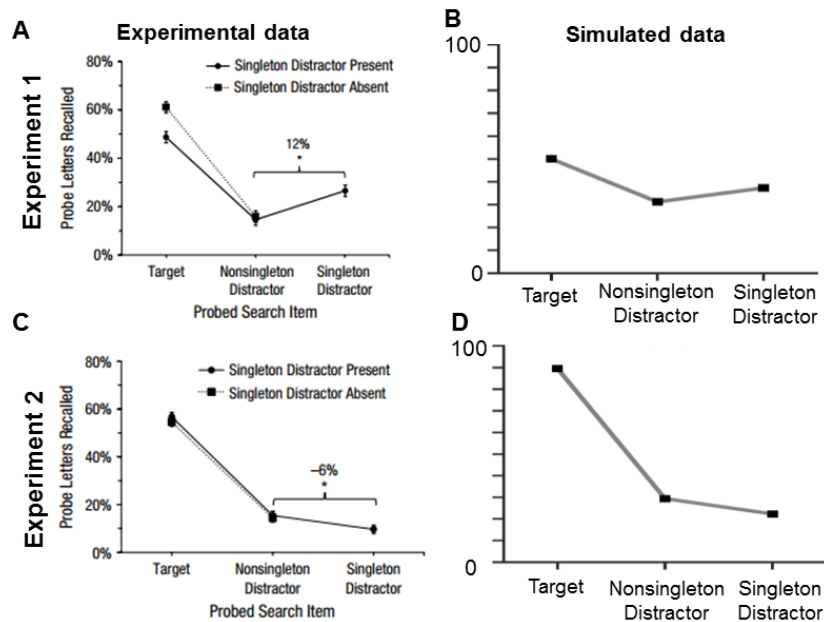 A
Experimental data
B
Simulated data
Experiment 1
Probe Letters Recalled
80%
60%
40%
20%
0%
Singleton Distractor Present
Singleton Distractor Absent
12%
*
Target
Nonsingleton
Distractor
Singleton
Distractor
Probed Search Item
100
0
Target
Nonsingleton
Distractor
Singleton
Distractor
C
D
Experiment 2
Probe Letters Recalled
80%
60%
40%
20%
0%
Singleton Distractor Present
Singleton Distractor Absent
–6%
*
Target
Nonsingleton
Distractor
Singleton
Distractor
Probed Search Item
100
0
Target
Nonsingleton
Distractor
Singleton
Distractor